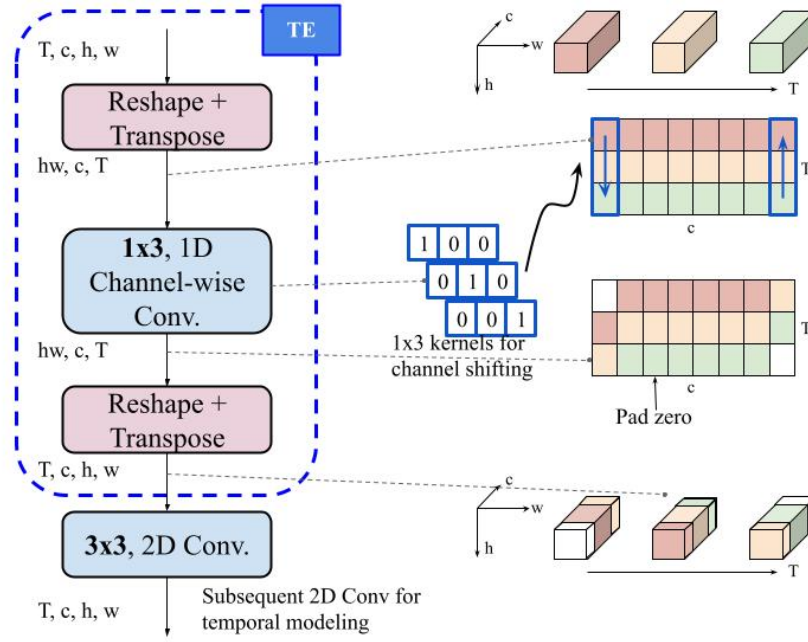 TE
T, c, h, w
Reshape +
Transpose
hw, c, T
1x3, 1D
Channel-wise
Conv.
hw, c, T
Reshape +
Transpose
T, c, h, w
3x3, 2D Conv.
T, c, h, w
Subsequent 2D Conv for
temporal modeling
1 0 0
0 1 0
0 0 1
1x3 kernels for
channel shifting
c
w
h
T
T
c
T
c
Pad zero
c
w
h
T